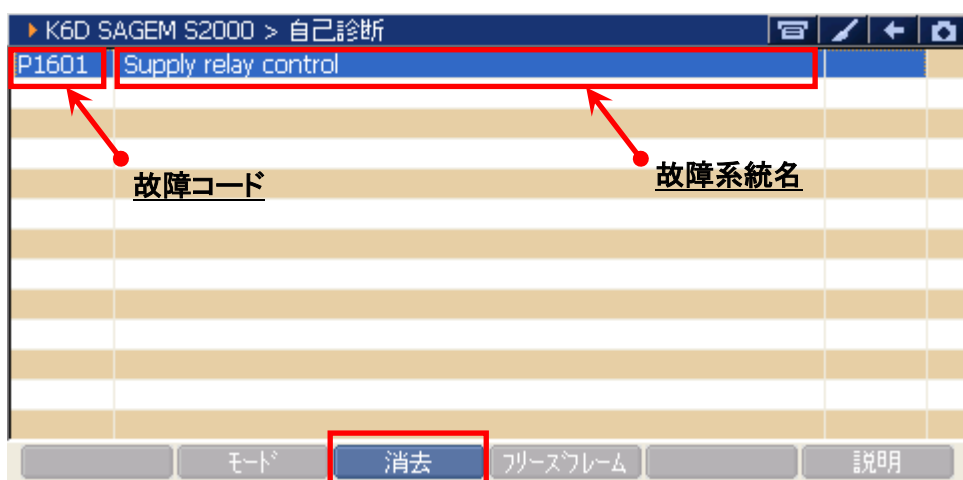 K6D SAGEM S2000 > 自己診断
P1601 Supply relay control
故障コード
故障系統名
モード 消去 フリーズフレーム 説明